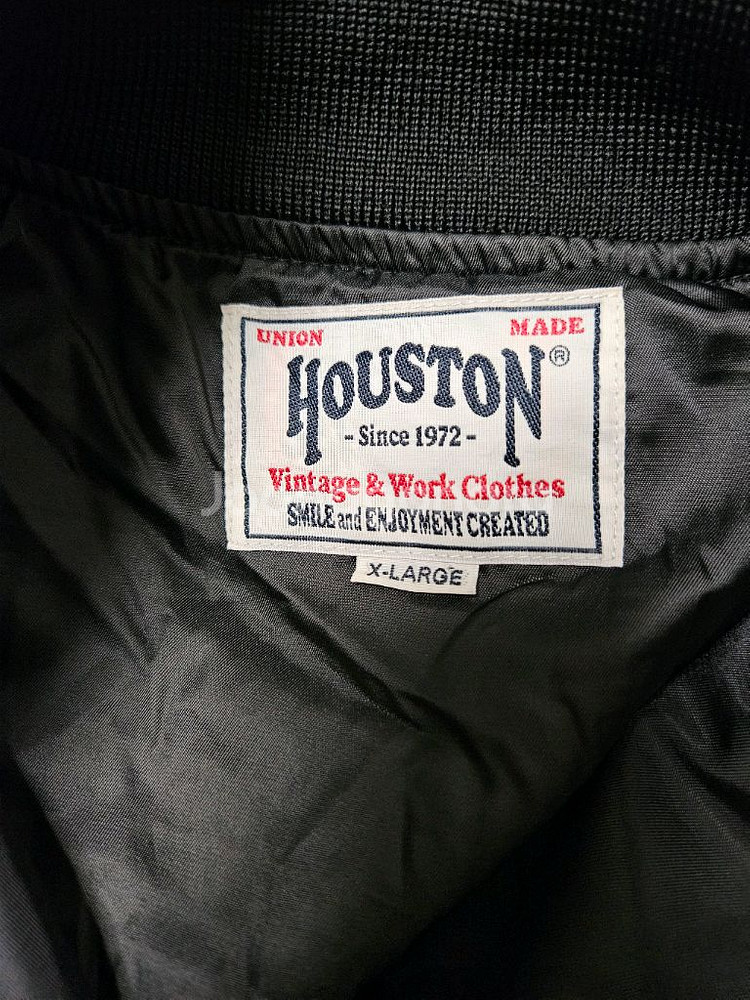 UNION MADE
HOUSTON ®
- Since 1972 -
Vintage & Work Clothes
SMILE and ENJOYMENT CREATED
X-LARGE